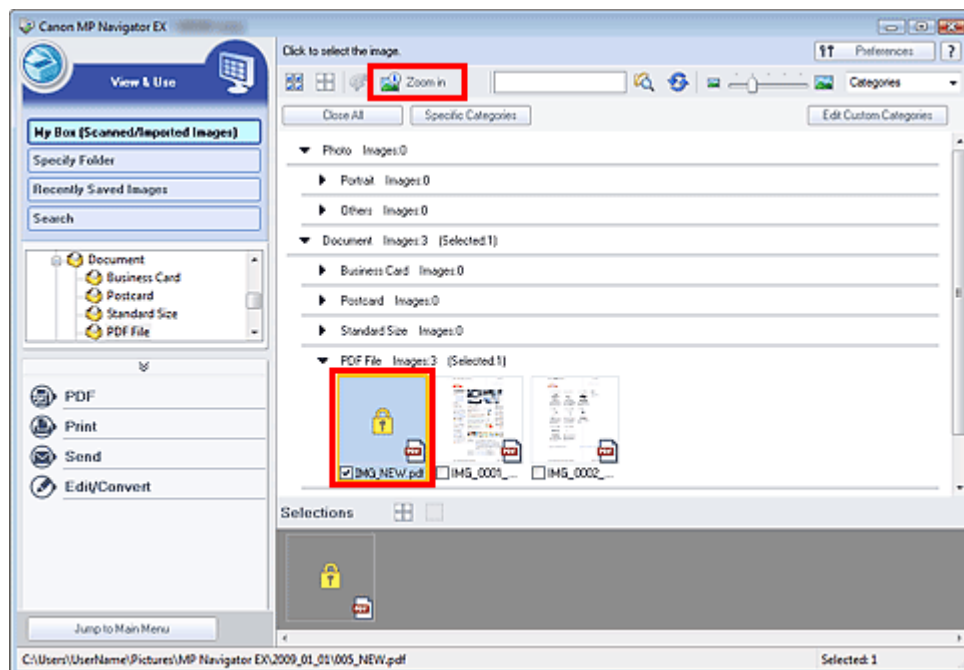 Canon MP Navigator EX
View & Use
My Box (Scanned/Imported Images)
Specify Folder
Recently Saved Images
Search
Document
Business Card
Postcard
Standard Size
PDF File
PDF
Print
Send
Edit/Convert
Jump to Main Menu
Click to select the image.
Preferences
?
Zoom in
Categories
Close All
Specific Categories
Edit Custom Categories
Photo Images:0
Portrait Images:0
Others Images:0
Document Images:3 (Selected:1)
Business Card Images:0
Postcard Images:0
Standard Size Images:0
PDF File Images:3 (Selected:1)
IMG_NEW.pdf
IMG_0001_...
IMG_0002_...
Selections
C:\Users\UserName\Pictures\MP Navigator EX\2009_01_01\005_NEW.pdf
Selected: 1